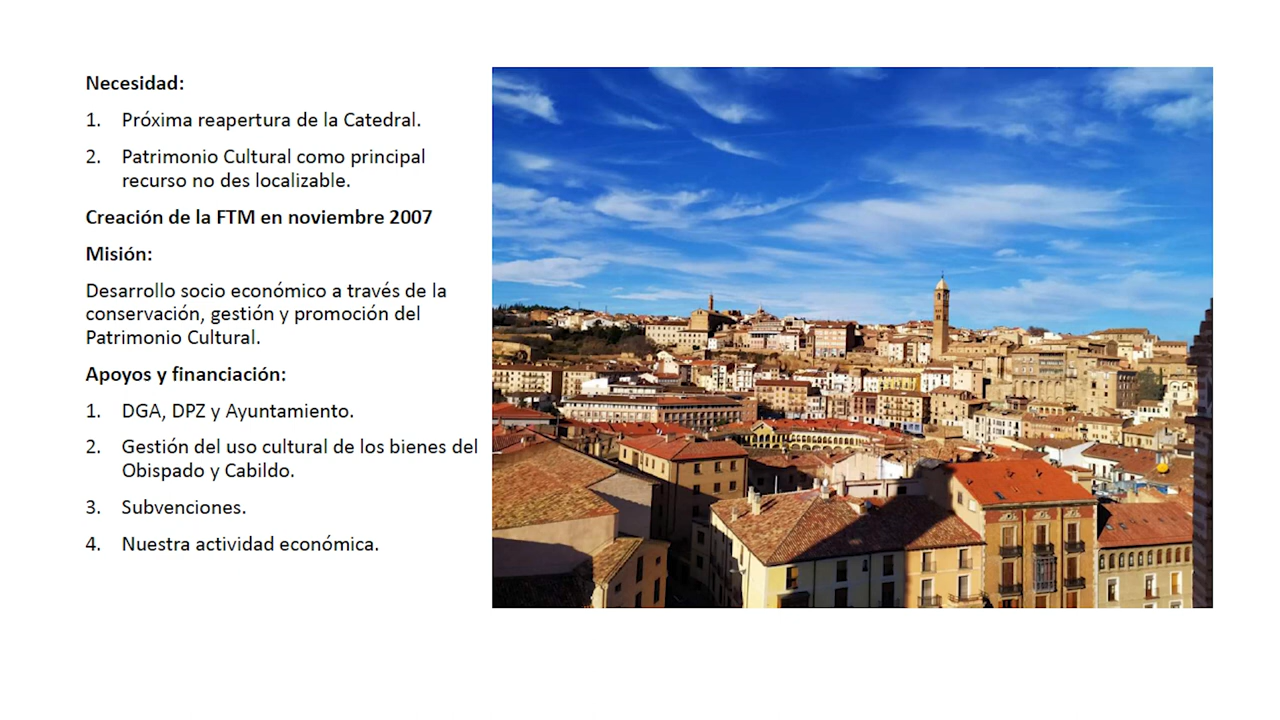 Necesidad:
1. Próxima reapertura de la Catedral.
2. Patrimonio Cultural como principal
recurso no des localizable.
Creación de la FTM en noviembre 2007
Misión:
Desarrollo socio económico a través de la
conservación, gestión y promoción del
Patrimonio Cultural.
Apoyos y financiación:
1. DGA, DPZ y Ayuntamiento.
2. Gestión del uso cultural de los bienes del
Obispado y Cabildo.
3. Subvenciones.
4. Nuestra actividad económica.